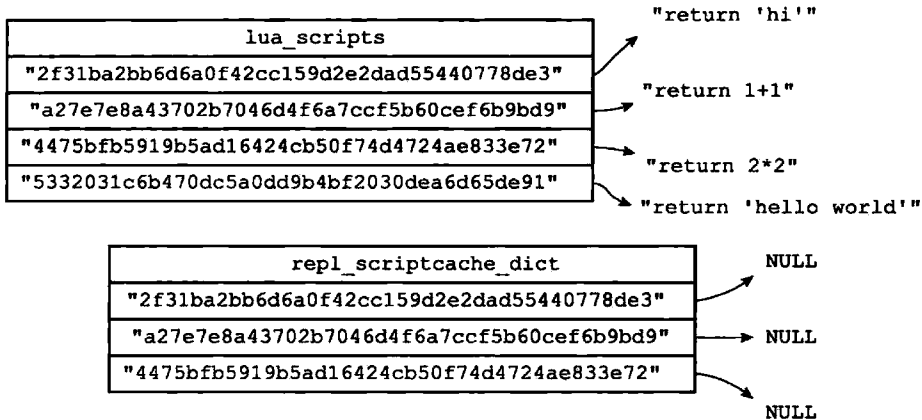 lua_scripts
"2f31ba2bb6d6a0f42cc159d2e2dad55440778de3"
"return 'hi'"
"a27e7e8a43702b7046d4f6a7ccf5b60cef6b9bd9"
"return 1+1"
"4475bfb5919b5ad16424cb50f74d4724ae833e72"
"return 2*2"
"5332031c6b470dc5a0dd9b4bf2030dea6d65de91"
"return 'hello world'"
repl_scriptcache_dict
"2f31ba2bb6d6a0f42cc159d2e2dad55440778de3"
NULL
"a27e7e8a43702b7046d4f6a7ccf5b60cef6b9bd9"
NULL
"4475bfb5919b5ad16424cb50f74d4724ae833e72"
NULL